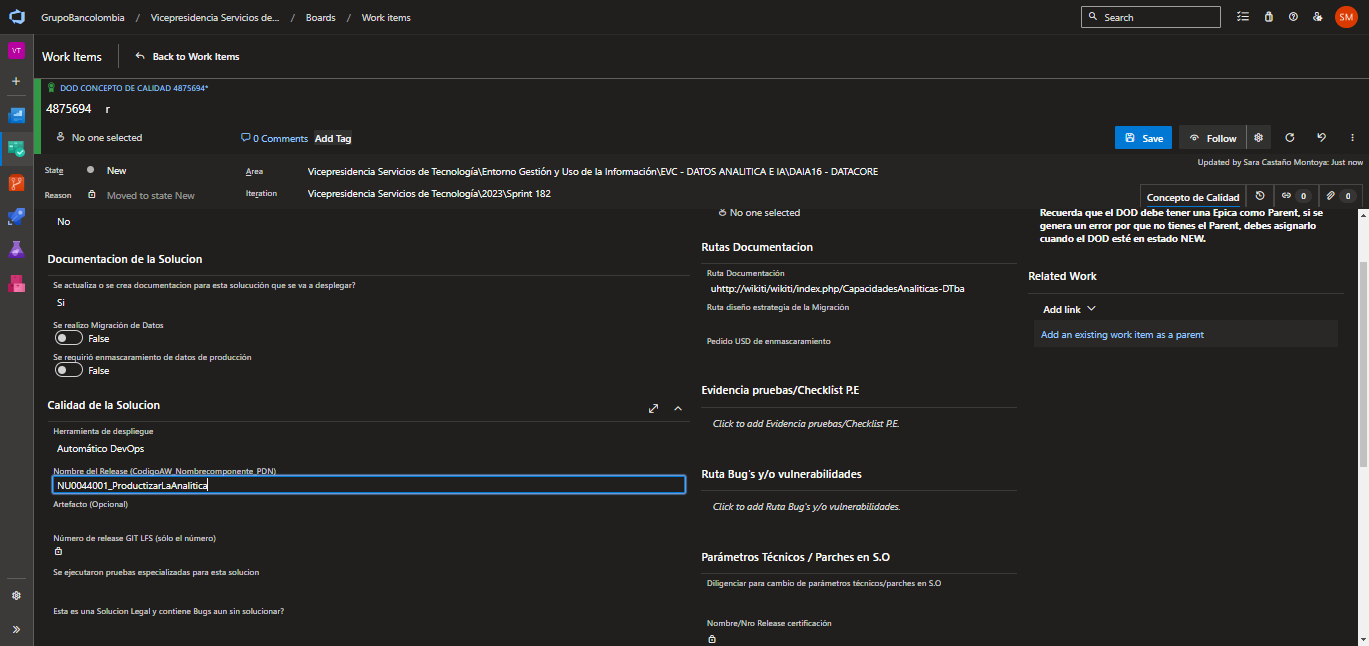 GrupoBancolombia / Vicepresidencia Servicios de... / Boards / Work items
Search
SM
VT
Work Items
Back to Work Items
DOD CONCEPTO DE CALIDAD 4875694*
4875694 r
No one selected
0 Comments
Add Tag
Save
Follow
State
New
Area
Vicepresidencia Servicios de Tecnología\Entorno Gestión y Uso de la Información\EVC - DATOS ANALITICA E IA\DAIA16 - DATACORE
Updated by Sara Castaño Montoya: Just now
Reason
Moved to state New
Iteration
Vicepresidencia Servicios de Tecnología\2023\Sprint 182
Concepto de Calidad
0
0
No
Documentacion de la Solucion
Se actualiza o se crea documentacion para esta solucución que se va a desplegar?
Si
Se realizo Migración de Datos
False
Se requirió enmascaramiento de datos de producción
False
Calidad de la Solucion
Herramienta de despliegue
Automático DevOps
Nombre del Release (CodigoAW_Nombrecomponente_PDN)
NU0044001_ProductizarLaAnalitica
Artefacto (Opcional)
Número de release GIT LFS (sólo el número)
Se ejecutaron pruebas especializadas para esta solucion
Esta es una Solucion Legal y contiene Bugs aun sin solucionar?
No one selected
Rutas Documentacion
Ruta Documentación
uhttp://wikiti/wikiti/index.php/CapacidadesAnaliticas-DTba
Ruta diseño estrategia de la Migración
Pedido USD de enmascaramiento
Evidencia pruebas/Checklist P.E
Click to add Evidencia pruebas/Checklist P.E.
Ruta Bug's y/o vulnerabilidades
Click to add Ruta Bug's y/o vulnerabilidades.
Parámetros Técnicos / Parches en S.O
Diligenciar para cambio de parámetros técnicos/parches en S.O
Nombre/Nro Release certificación
Recuerda que el DOD debe tener una Epica como Parent, si se
genera un error por que no tienes el Parent, debes asignarlo
cuando el DOD esté en estado NEW.
Related Work
Add link
Add an existing work item as a parent